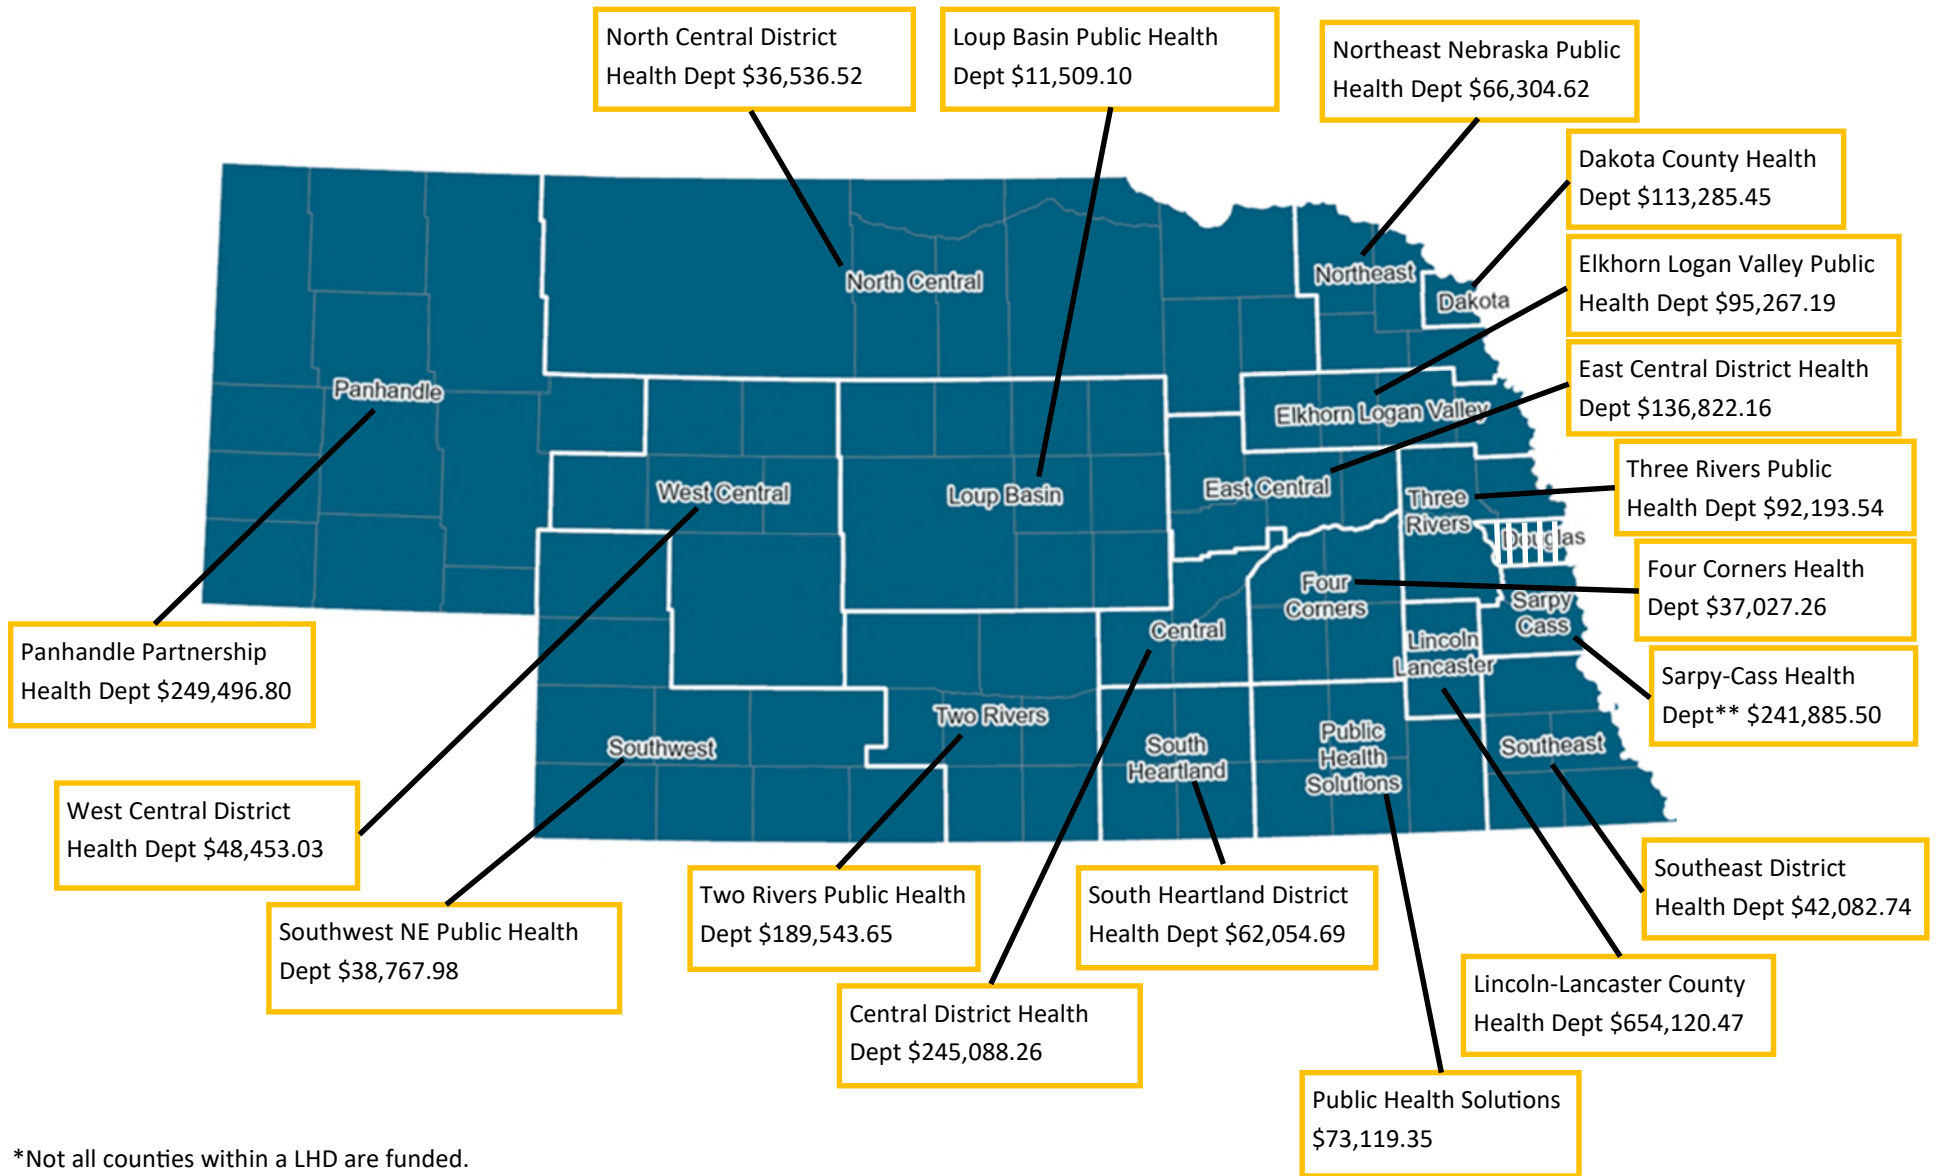 North Central District
Health Dept $36,536.52
Loup Basin Public Health
Dept $11,509.10
Northeast Nebraska Public
Health Dept $66,304.62
Dakota County Health
Dept $113,285.45
Elkhorn Logan Valley Public
Health Dept $95,267.19
East Central District Health
Dept $136,822.16
Three Rivers Public
Health Dept $92,193.54
Four Corners Health
Dept $37,027.26
Sarpy-Cass Health
Dept** $241,885.50
Southeast District
Health Dept $42,082.74
Lincoln-Lancaster County
Health Dept $654,120.47
Public Health Solutions
$73,119.35
South Heartland District
Health Dept $62,054.69
Central District Health
Dept $245,088.26
Two Rivers Public Health
Dept $189,543.65
Southwest NE Public Health
Dept $38,767.98
West Central District
Health Dept $48,453.03
Panhandle Partnership
Health Dept $249,496.80
North Central
Northeast
Dakota
Panhandle
Elkhorn Logan Valley
West Central
Loup Basin
East Central
Three
Rivers
Douglas
Four
Corners
Sarpy
Cass
Central
Lincoln
Lancaster
Two Rivers
Southwest
South
Heartland
Public
Health
Solutions
Southeast
*Not all counties within a LHD are funded.